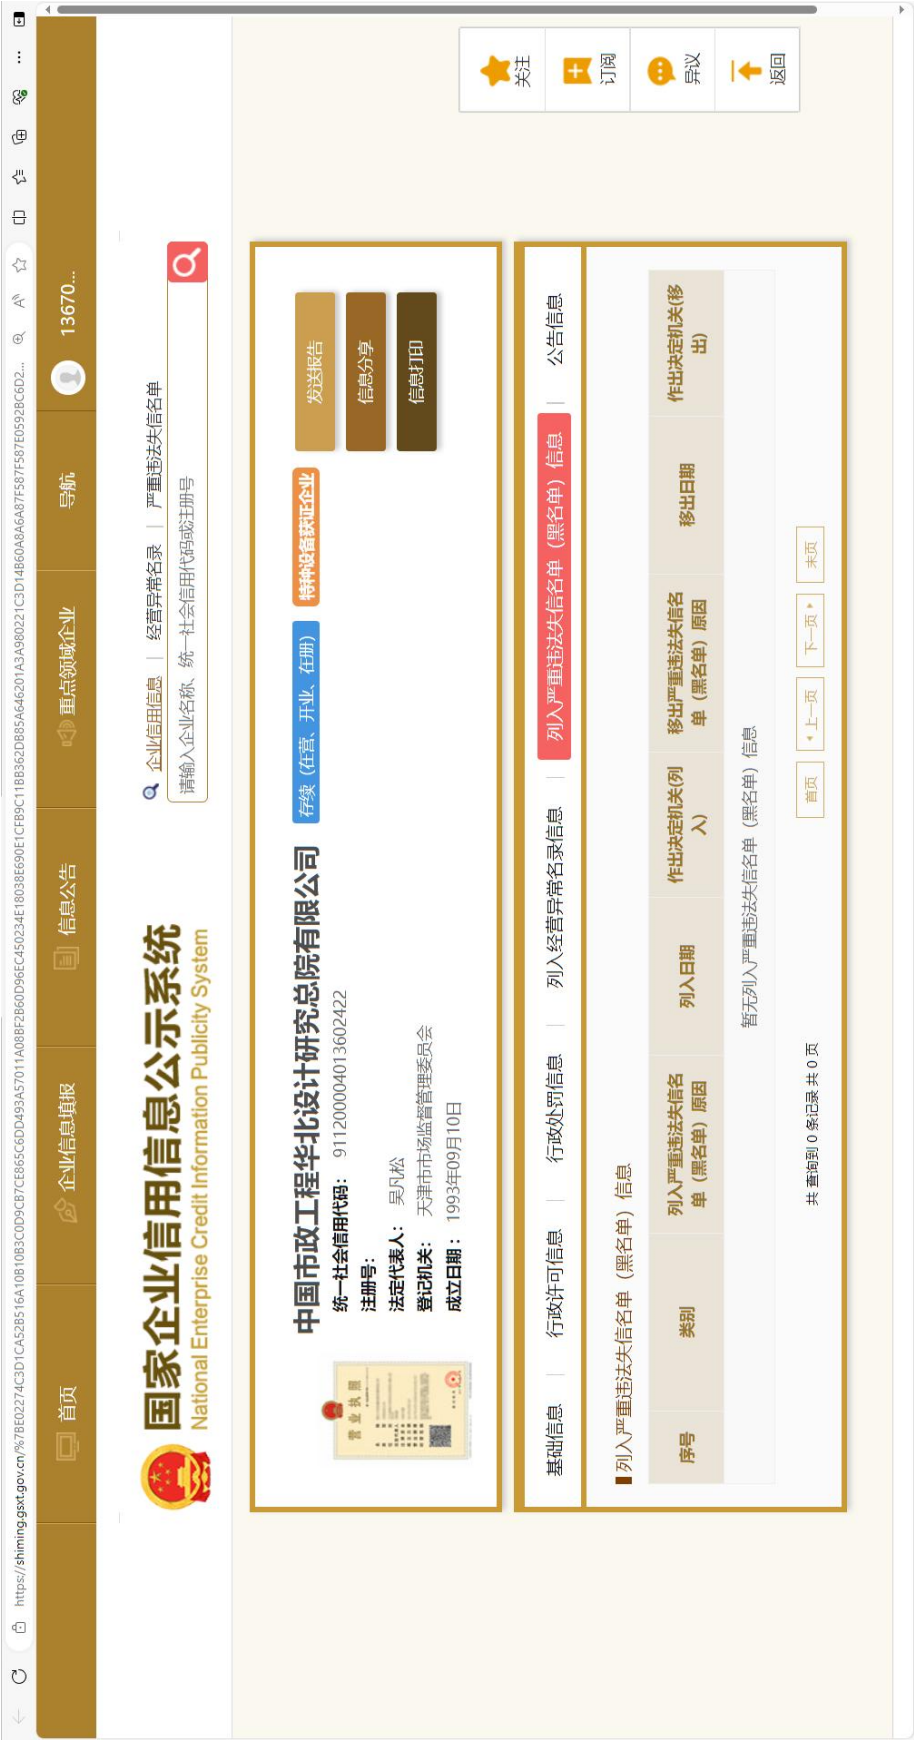 https://shiming.gsxt.gov.cn/%7BE02274C3D1CA52B516A10B10B3C0D9CB7CE865C6DD493A57011A08BF2B60D96EC450234E18038E690E1CFB9C11BB362DB85A646201A3A980221C3D14B60A8A6A87F587F587E0592BC6D2...
首页
企业信息填报
信息公告
重点领域企业
导航
13670...
国家企业信用信息公示系统
National Enterprise Credit Information Publicity System
企业信用信息 | 经营异常名录 | 严重违法失信名单
请输入企业名称、统一社会信用代码或注册号
中国市政工程华北设计研究总院有限公司 存续（在营、开业、在册） 特种设备获证企业
统一社会信用代码： 911200004013602422
注册号：
法定代表人： 吴凡松
登记机关： 天津市市场监督管理委员会
成立日期： 1993年09月10日
营业执照
发送报告
信息分享
信息打印
关注
订阅
异议
返回
基础信息 | 行政许可信息 | 行政处罚信息 | 列入经营异常名录信息 | 列入严重违法失信名单（黑名单）信息 | 公告信息
列入严重违法失信名单（黑名单）信息
序号 类别 列入严重违法失信名单（黑名单）原因 列入日期 作出决定机关(列入) 移出严重违法失信名单（黑名单）原因 移出日期 作出决定机关(移出)
暂无列入严重违法失信名单（黑名单）信息
共 查询到 0 条记录 共 0 页
首页 上一页 下一页 末页